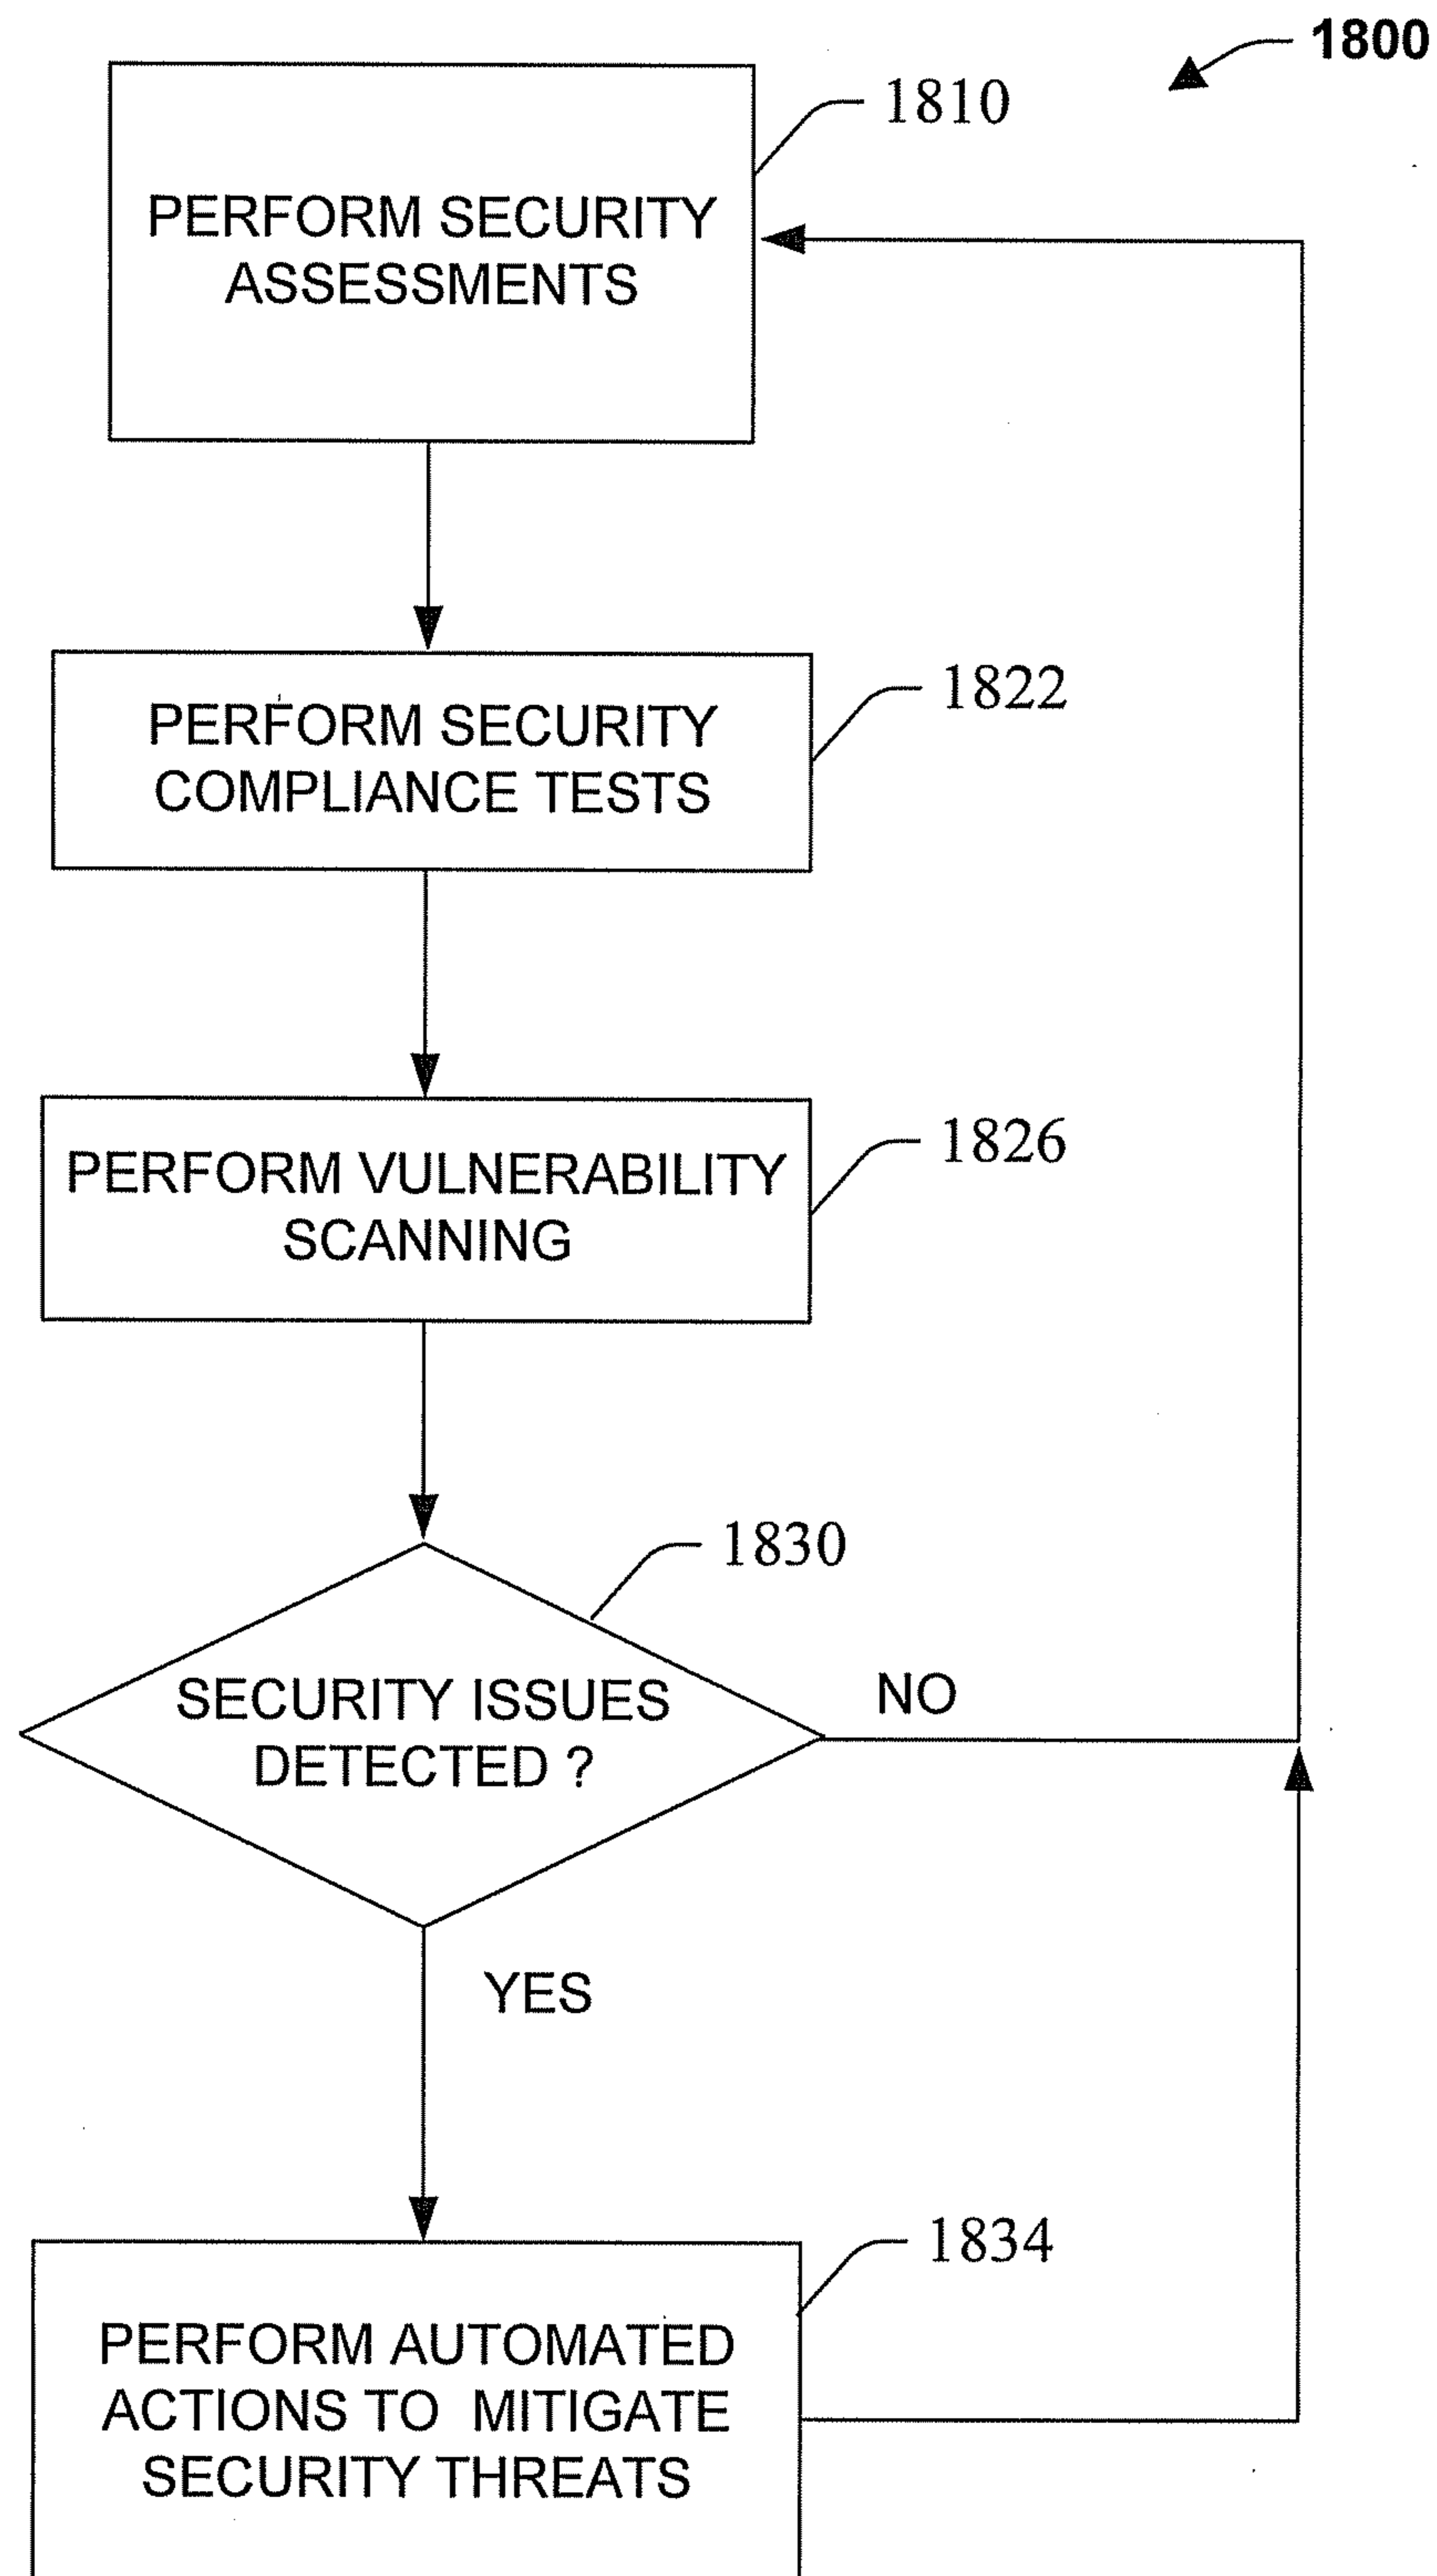 1800
1810
PERFORM SECURITY
ASSESSMENTS
1822
PERFORM SECURITY
COMPLIANCE TESTS
1826
PERFORM VULNERABILITY
SCANNING
1830
SECURITY ISSUES
DETECTED ?
NO
YES
1834
PERFORM AUTOMATED
ACTIONS TO MITIGATE
SECURITY THREATS